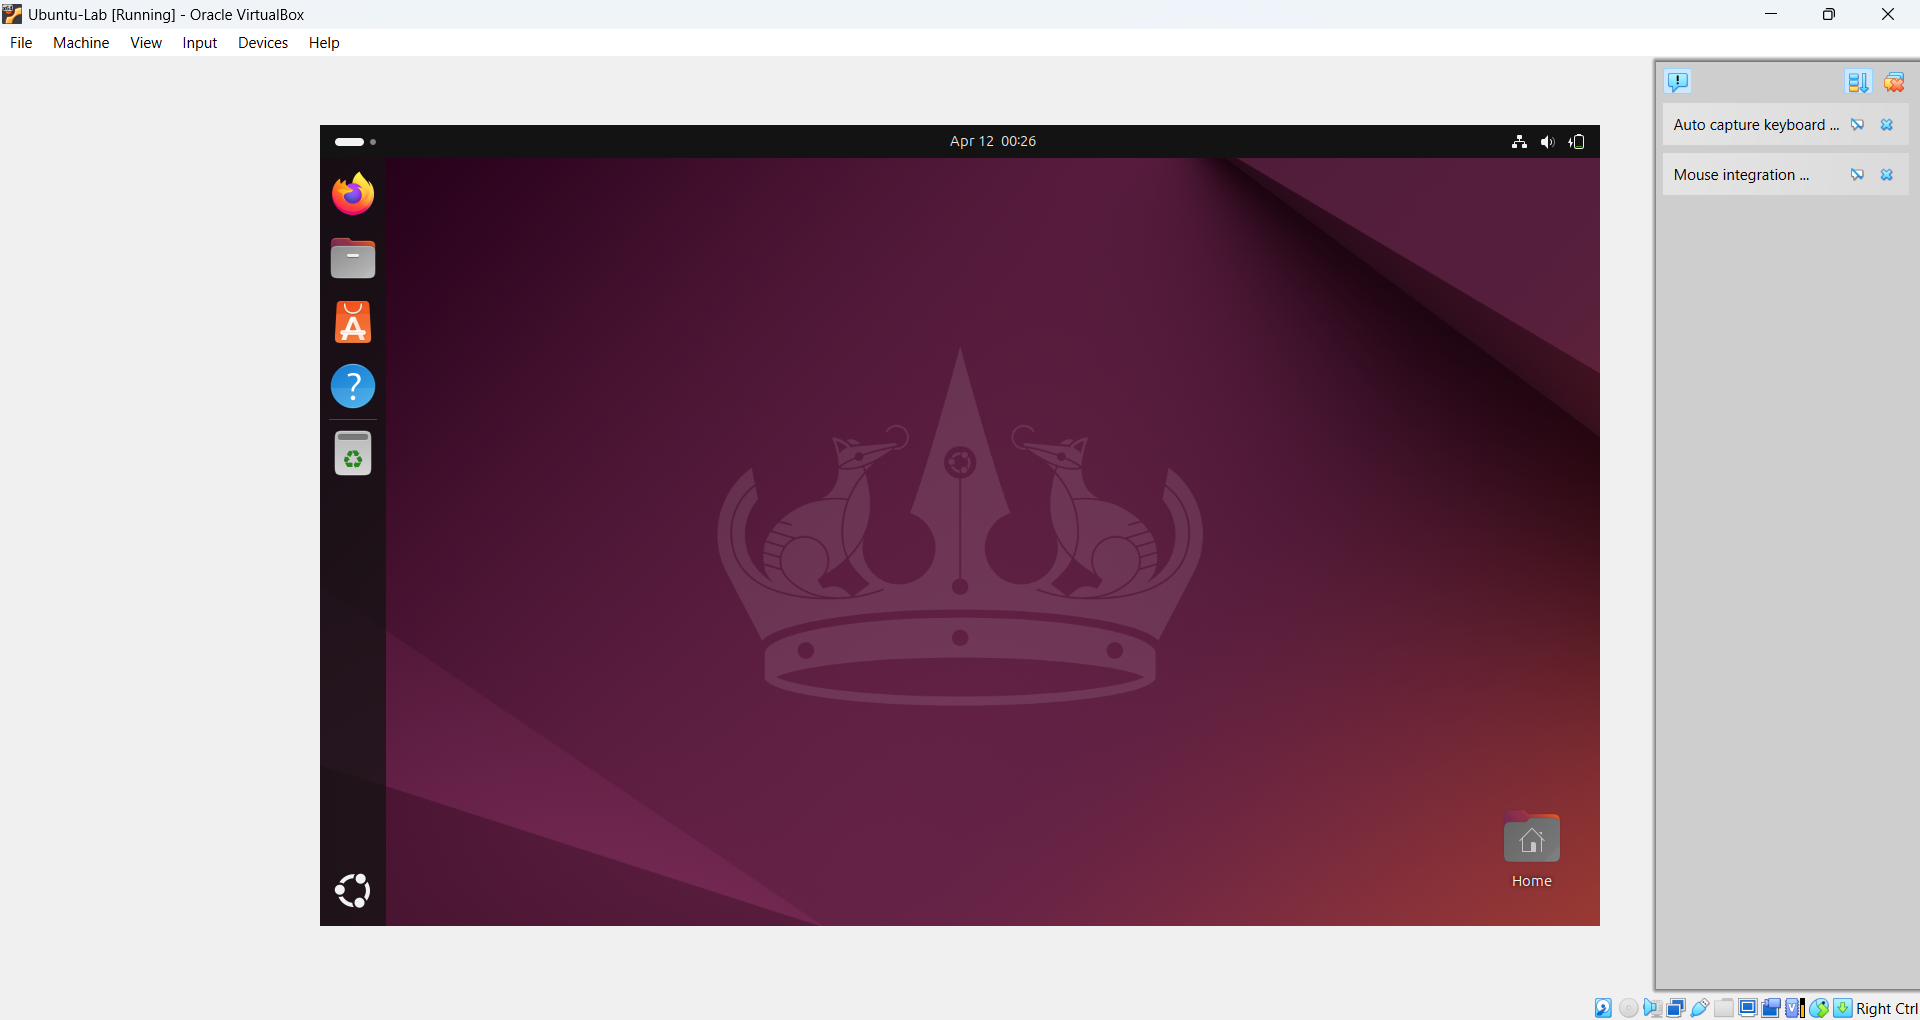 Ubuntu-Lab [Running] - Oracle VirtualBox
File Machine View Input Devices Help
Apr 12 00:26
Auto capture keyboard ...
Mouse integration ...
?
Home
Right Ctrl